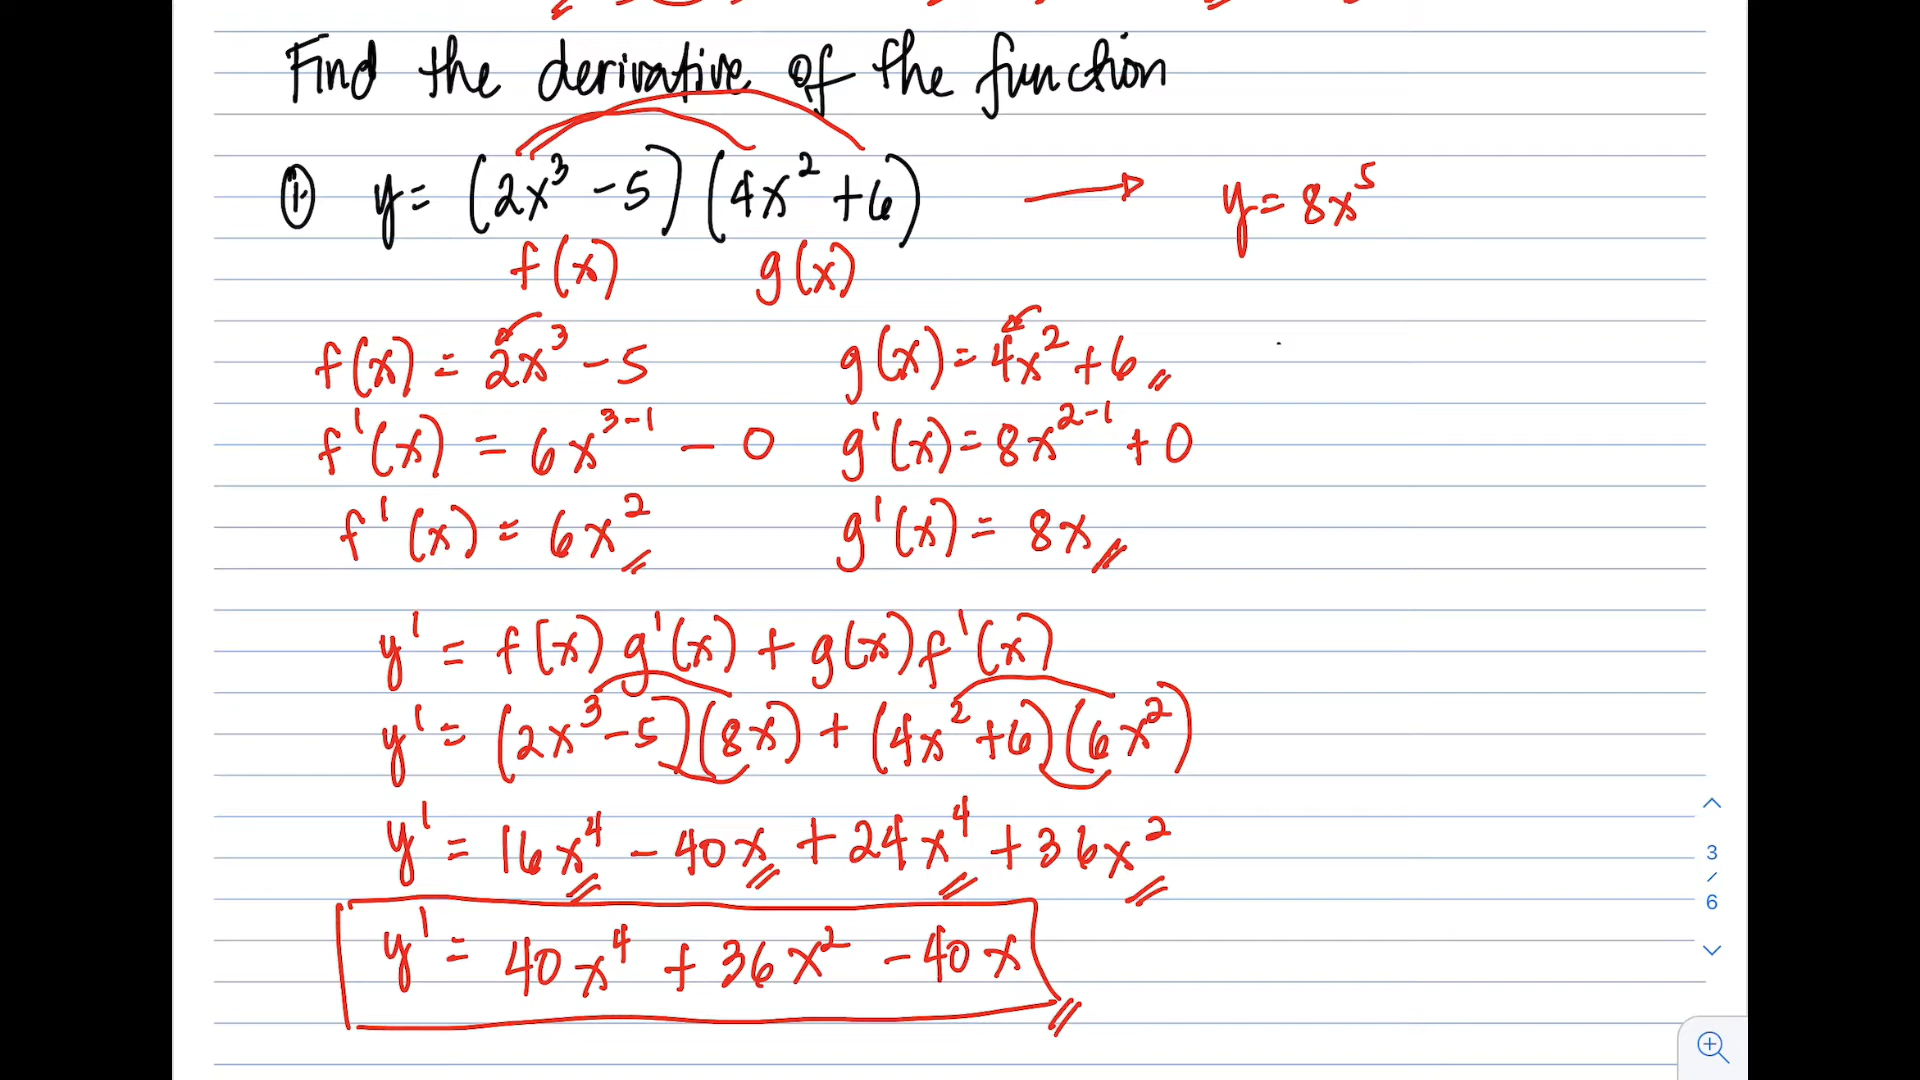 Find the derivative of the function
① y = (2x³ - 5)(4x² + 6) → y = 8x⁵
f(x) g(x)
f(x) = 2x³ - 5 g(x) = 4x² + 6
f'(x) = 6x³⁻¹ - 0 g'(x) = 8x²⁻¹ + 0
f'(x) = 6x² g'(x) = 8x
y' = f(x) g'(x) + g(x) f'(x)
y' = (2x³ - 5)(8x) + (4x² + 6)(6x²)
y' = 16x⁴ - 40x + 24x⁴ + 36x²
y' = 40x⁴ + 36x² - 40x
3
/
6